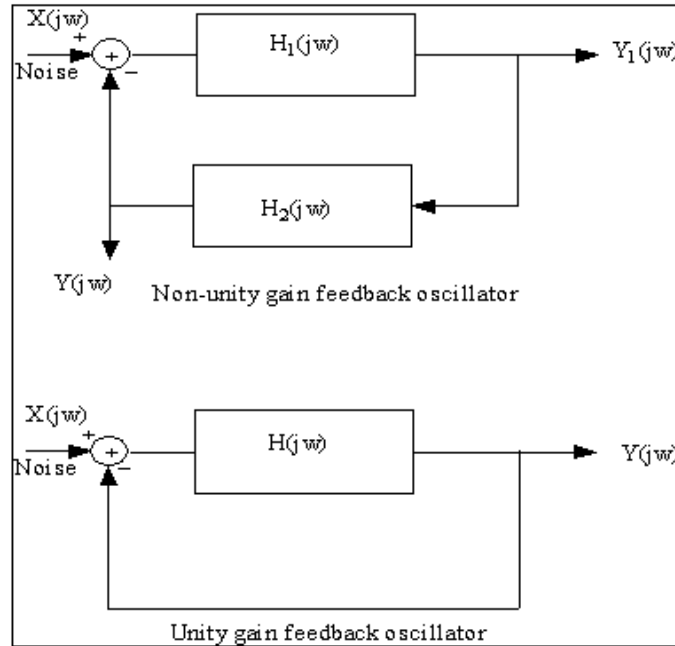 X(jw)
+
H1(jw)
Y1(jw)
+
Noise
−
H2(jw)
Y(jw)
Non-unity gain feedback oscillator
X(jw)
+
H(jw)
+
Y(jw)
Noise
−
Unity gain feedback oscillator